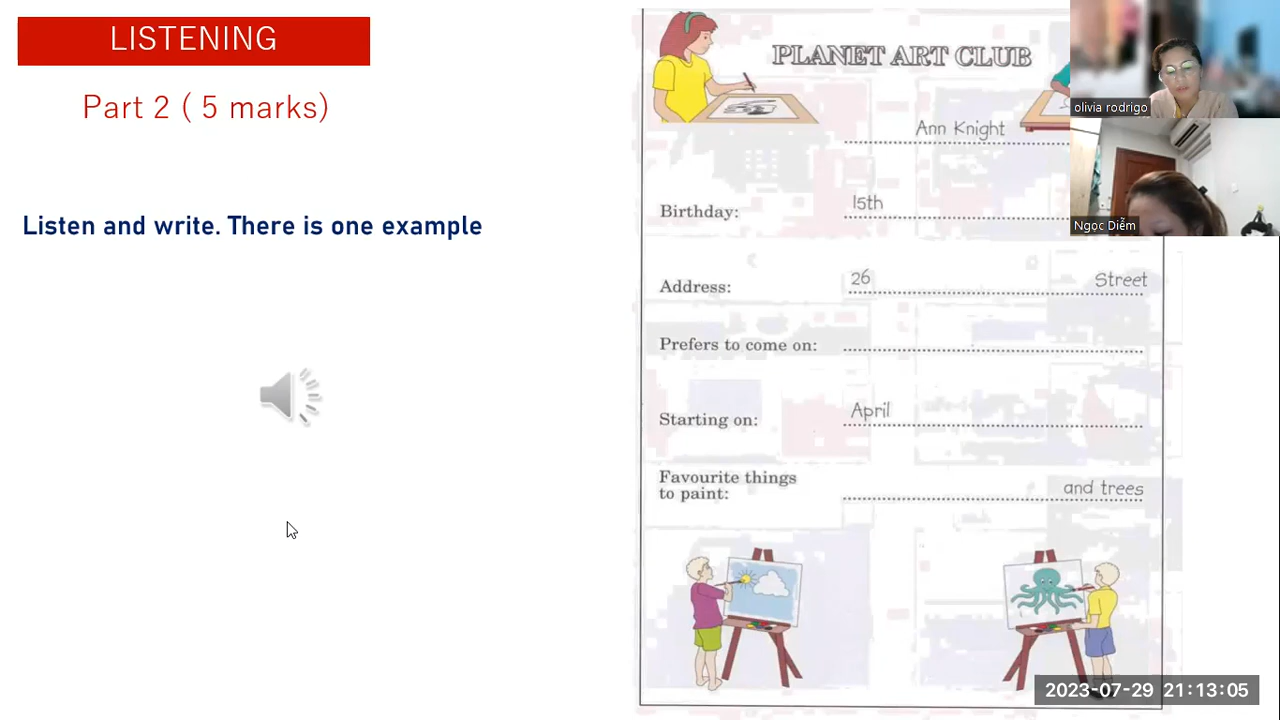 LISTENING
Part 2 ( 5 marks)
Listen and write. There is one example
PLANET ART CLUB
Ann Knight
Birthday: 15th
Address: 26 Street
Prefers to come on:
Starting on: April
Favourite things
to paint: and trees
olivia rodrigo
Ngọc Diễm
2023-07-29 21:13:05